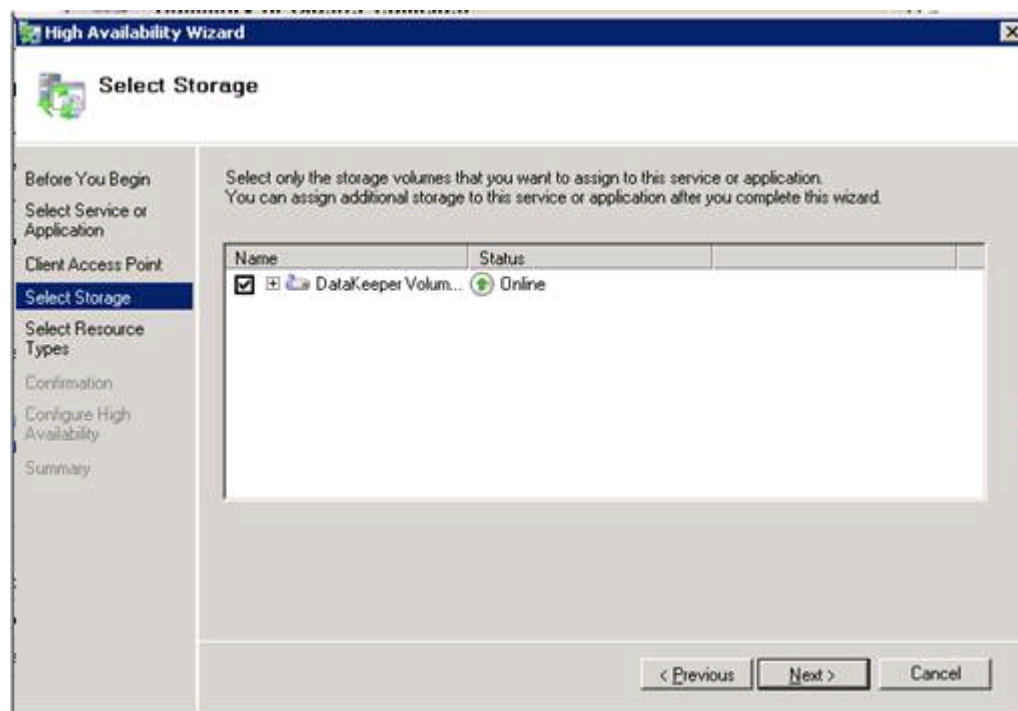 High Availability Wizard
Select Storage
Before You Begin
Select Service or
Application
Client Access Point
Select Storage
Select Resource
Types
Confirmation
Configure High
Availability
Summary
Select only the storage volumes that you want to assign to this service or application.
You can assign additional storage to this service or application after you complete this wizard.
Name Status
DataKeeper Volum... Online
< Previous Next > Cancel